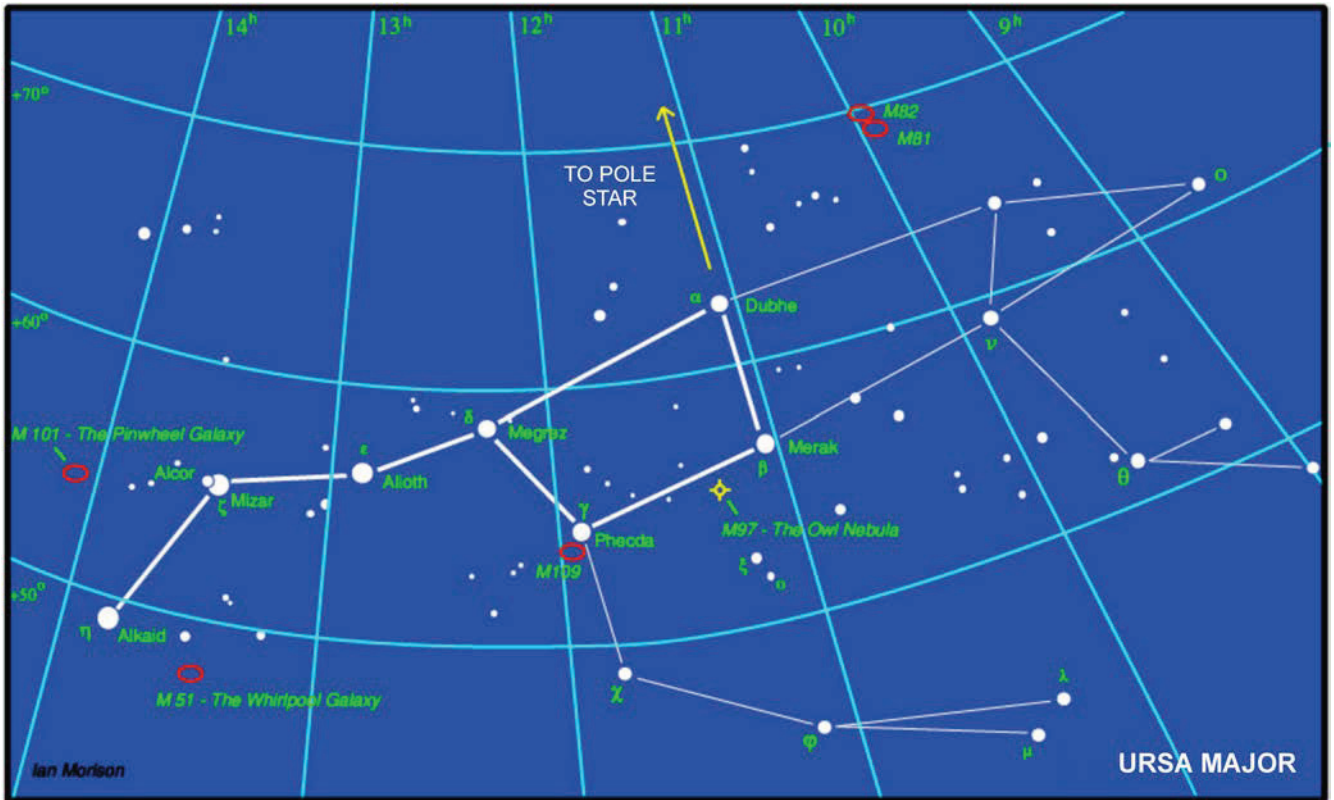 14ʰ
13ʰ
12ʰ
11ʰ
10ʰ
9ʰ
+70°
M82
M81
TO POLE
STAR
ο
α
Dubhe
+60°
ν
δ
Megrez
M 101 - The Pinwheel Galaxy
ε
Alcor
Alioth
Merak
β
θ
ζ Mizar
γ
Phecda
M97 - The Owl Nebula
M109
ξ
ο
+50°
η
Alkaid
M 51 - The Whirlpool Galaxy
χ
λ
φ
μ
Ian Morison
URSA MAJOR